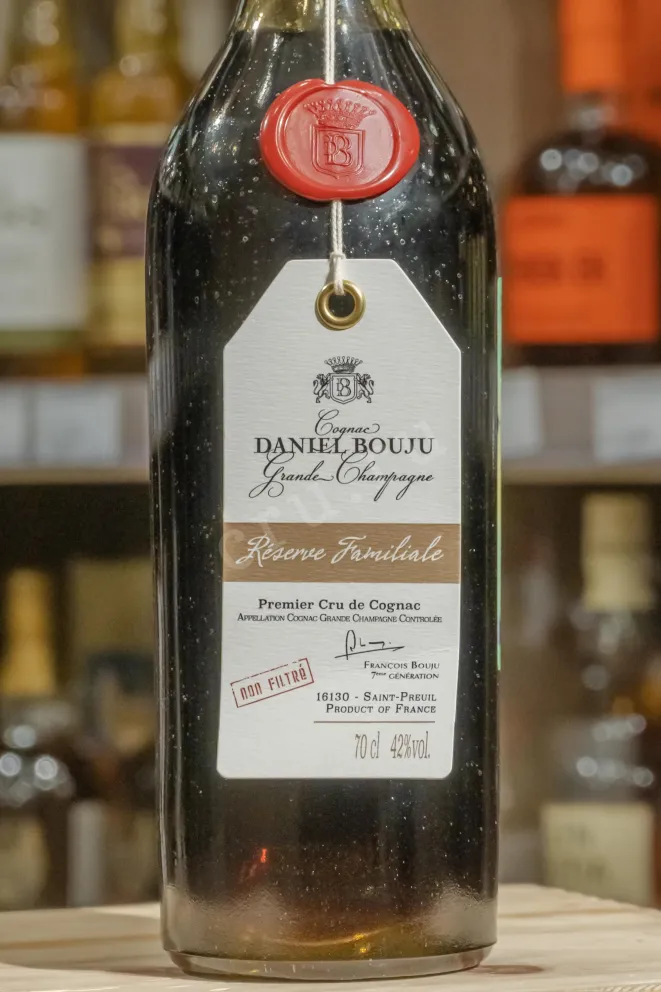 B
B
Cognac
DANIEL BOUJU
Grande Champagne
Réserve Familiale
Premier Cru de Cognac
APPELLATION COGNAC GRANDE CHAMPAGNE CONTROLÉE
FRANÇOIS BOUJU
7ème GÉNÉRATION
NON FILTRÉ
16130 - SAINT-PREUIL
PRODUCT OF FRANCE
70 cl 42%vol.